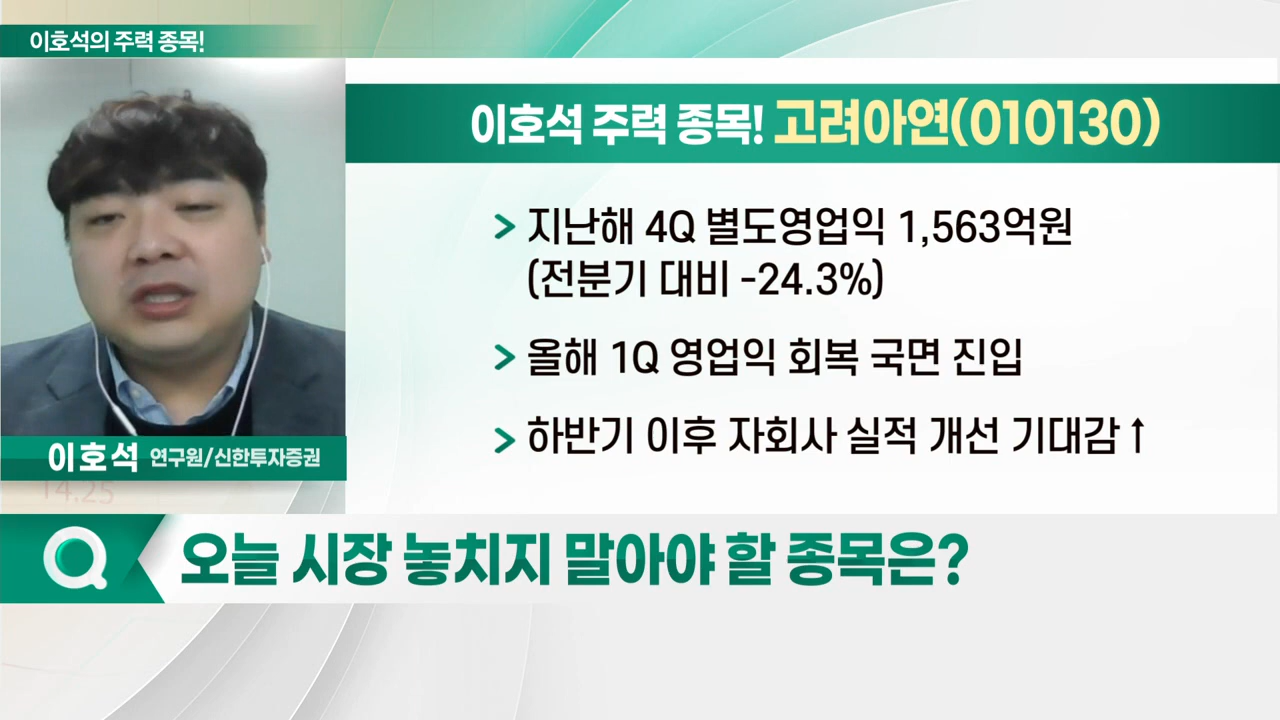 이호석의 주력 종목!
이호석 주력 종목! 고려아연(010130)
> 지난해 4Q 별도영업익 1,563억원
(전분기 대비 -24.3%)
> 올해 1Q 영업익 회복 국면 진입
> 하반기 이후 자회사 실적 개선 기대감↑
이호석 연구원/신한투자증권
14:25
Q 오늘 시장 놓치지 말아야 할 종목은?